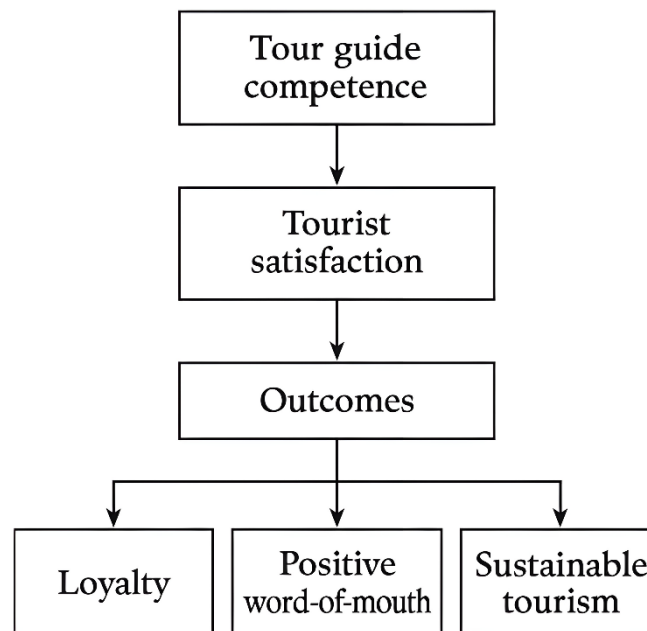 Tour guide
competence
Tourist
satisfaction
Outcomes
Loyalty
Positive
word-of-mouth
Sustainable
tourism